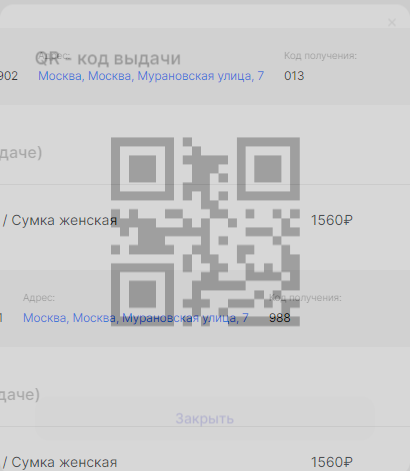 ×
QR - код выдачи
Адрес: Код получения:
902 Москва, Москва, Мурановская улица, 7 013
даче)
/ Сумка женская 1560₽
Адрес: Код получения:
Москва, Москва, Мурановская улица, 7 988
даче)
Закрыть
/ Сумка женская 1560₽